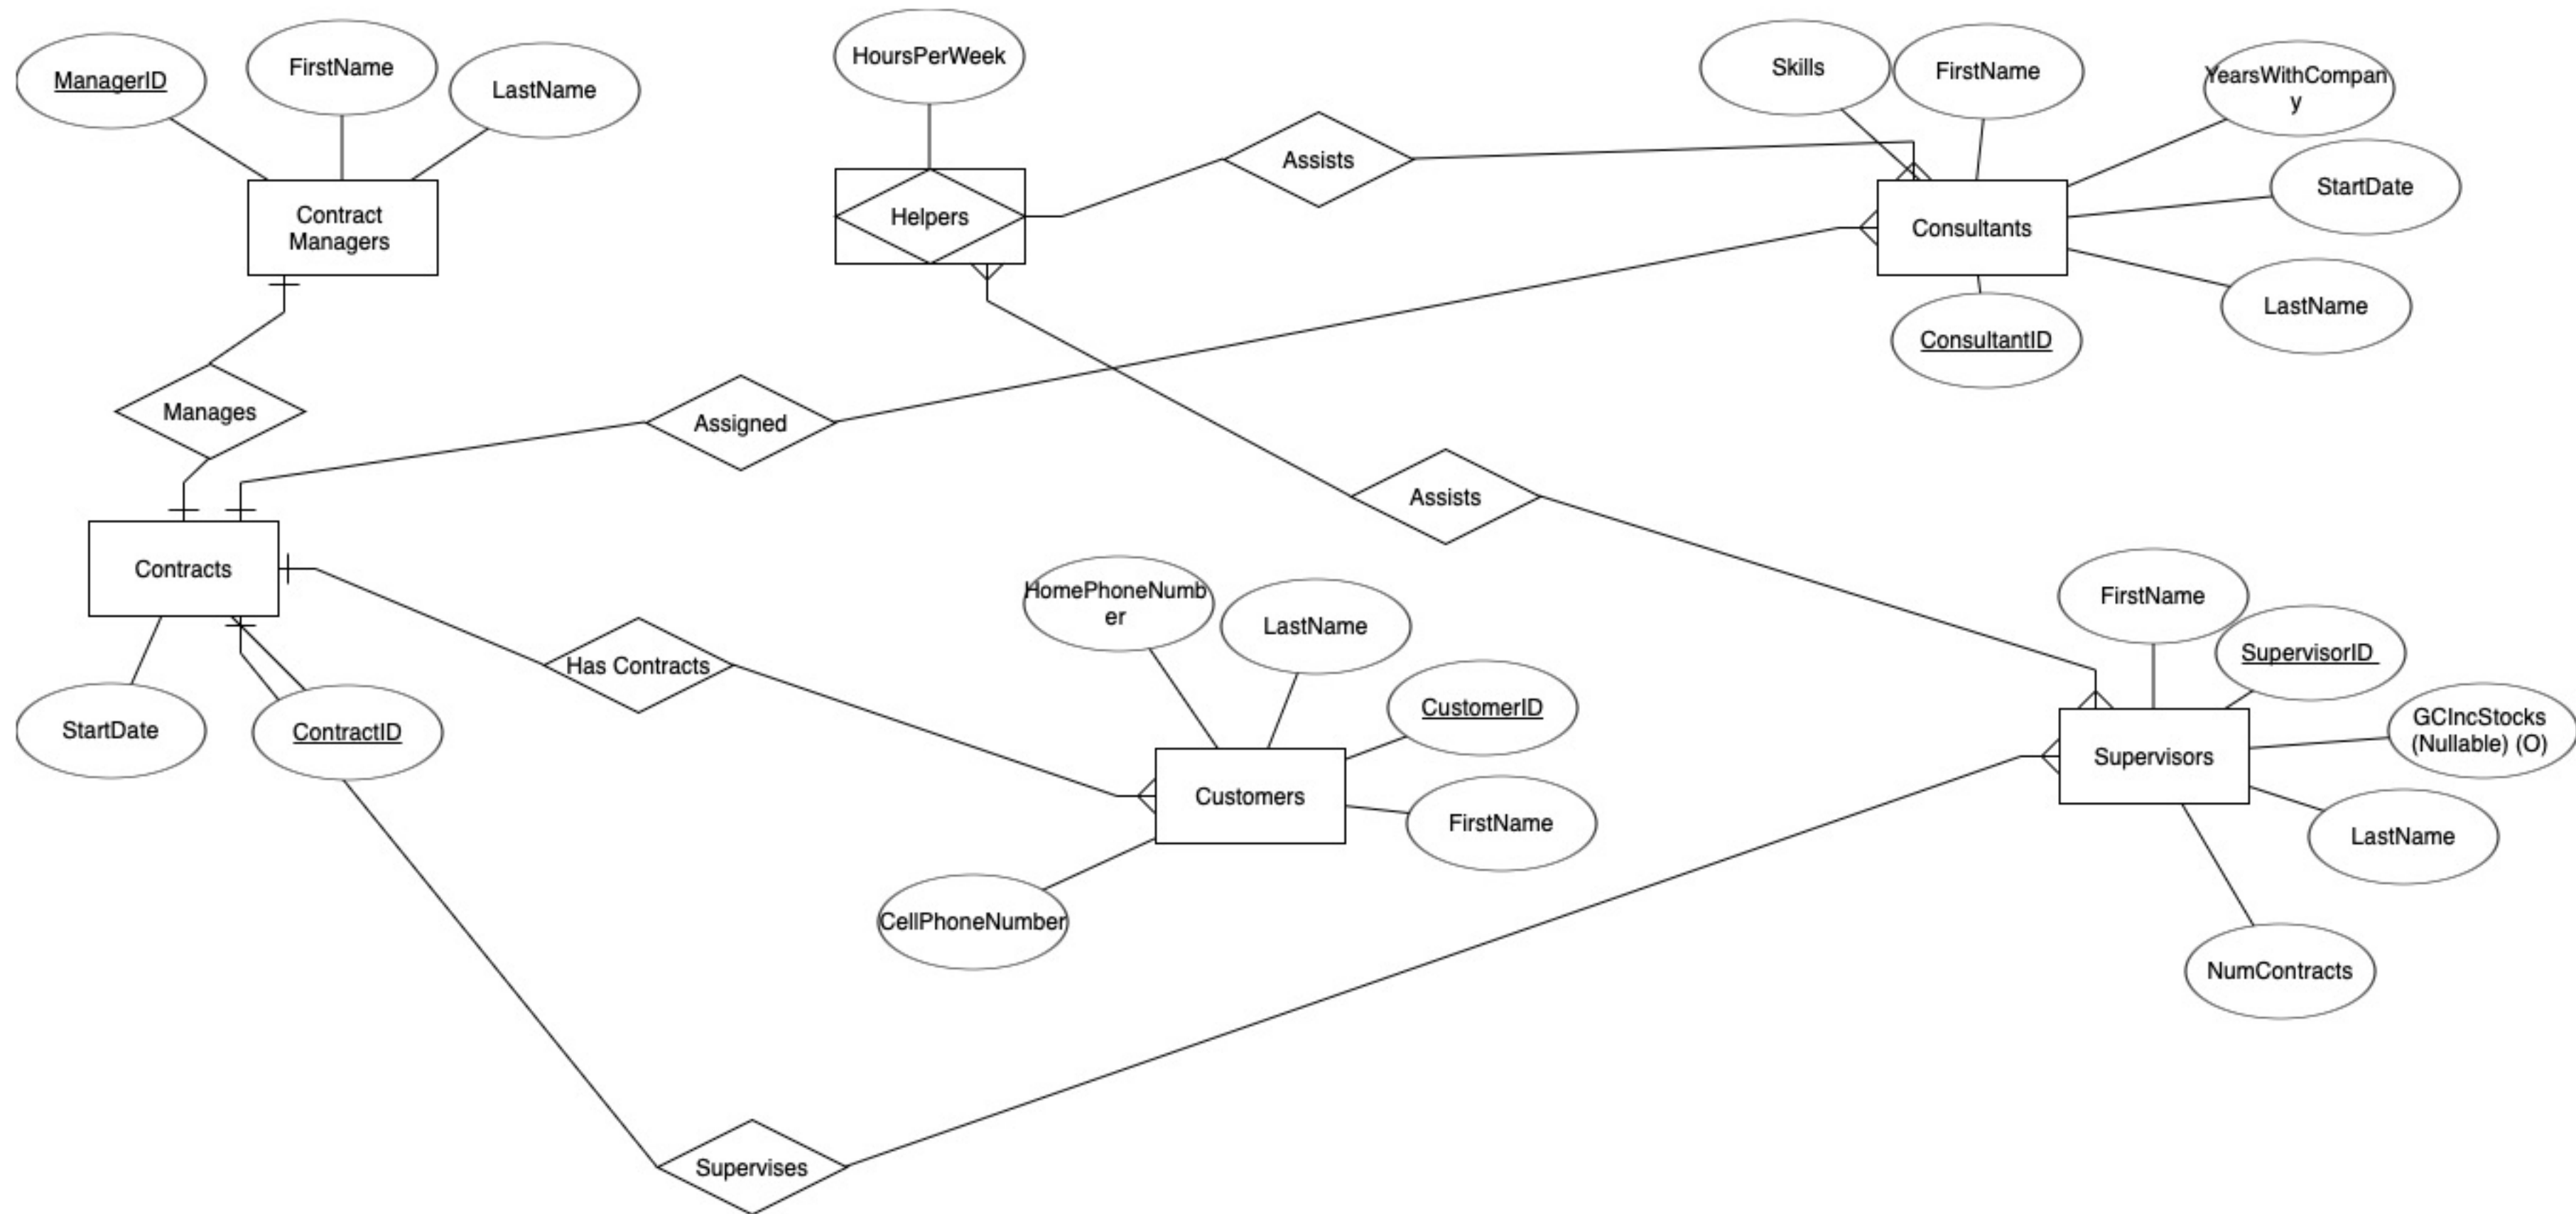 HoursPerWeek
ManagerID
FirstName
LastName
Skills
FirstName
YearsWithCompan
y
StartDate
Assists
Contract
Managers
Helpers
Consultants
LastName
ConsultantID
Manages
Assigned
Assists
Contracts
HomePhoneNumb
er
LastName
FirstName
SupervisorID
Has Contracts
CustomerID
StartDate
ContractID
GCIncStocks
(Nullable) (O)
Supervisors
Customers
FirstName
LastName
CellPhoneNumber
NumContracts
Supervises